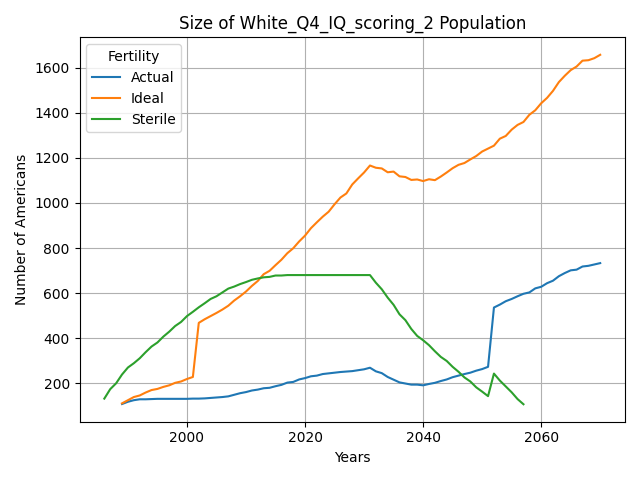 Size of White_Q4_IQ_scoring_2 Population
Fertility
Actual
Ideal
Sterile
1600
1400
1200
1000
800
600
400
200
Number of Americans
2000
2020
2040
2060
Years